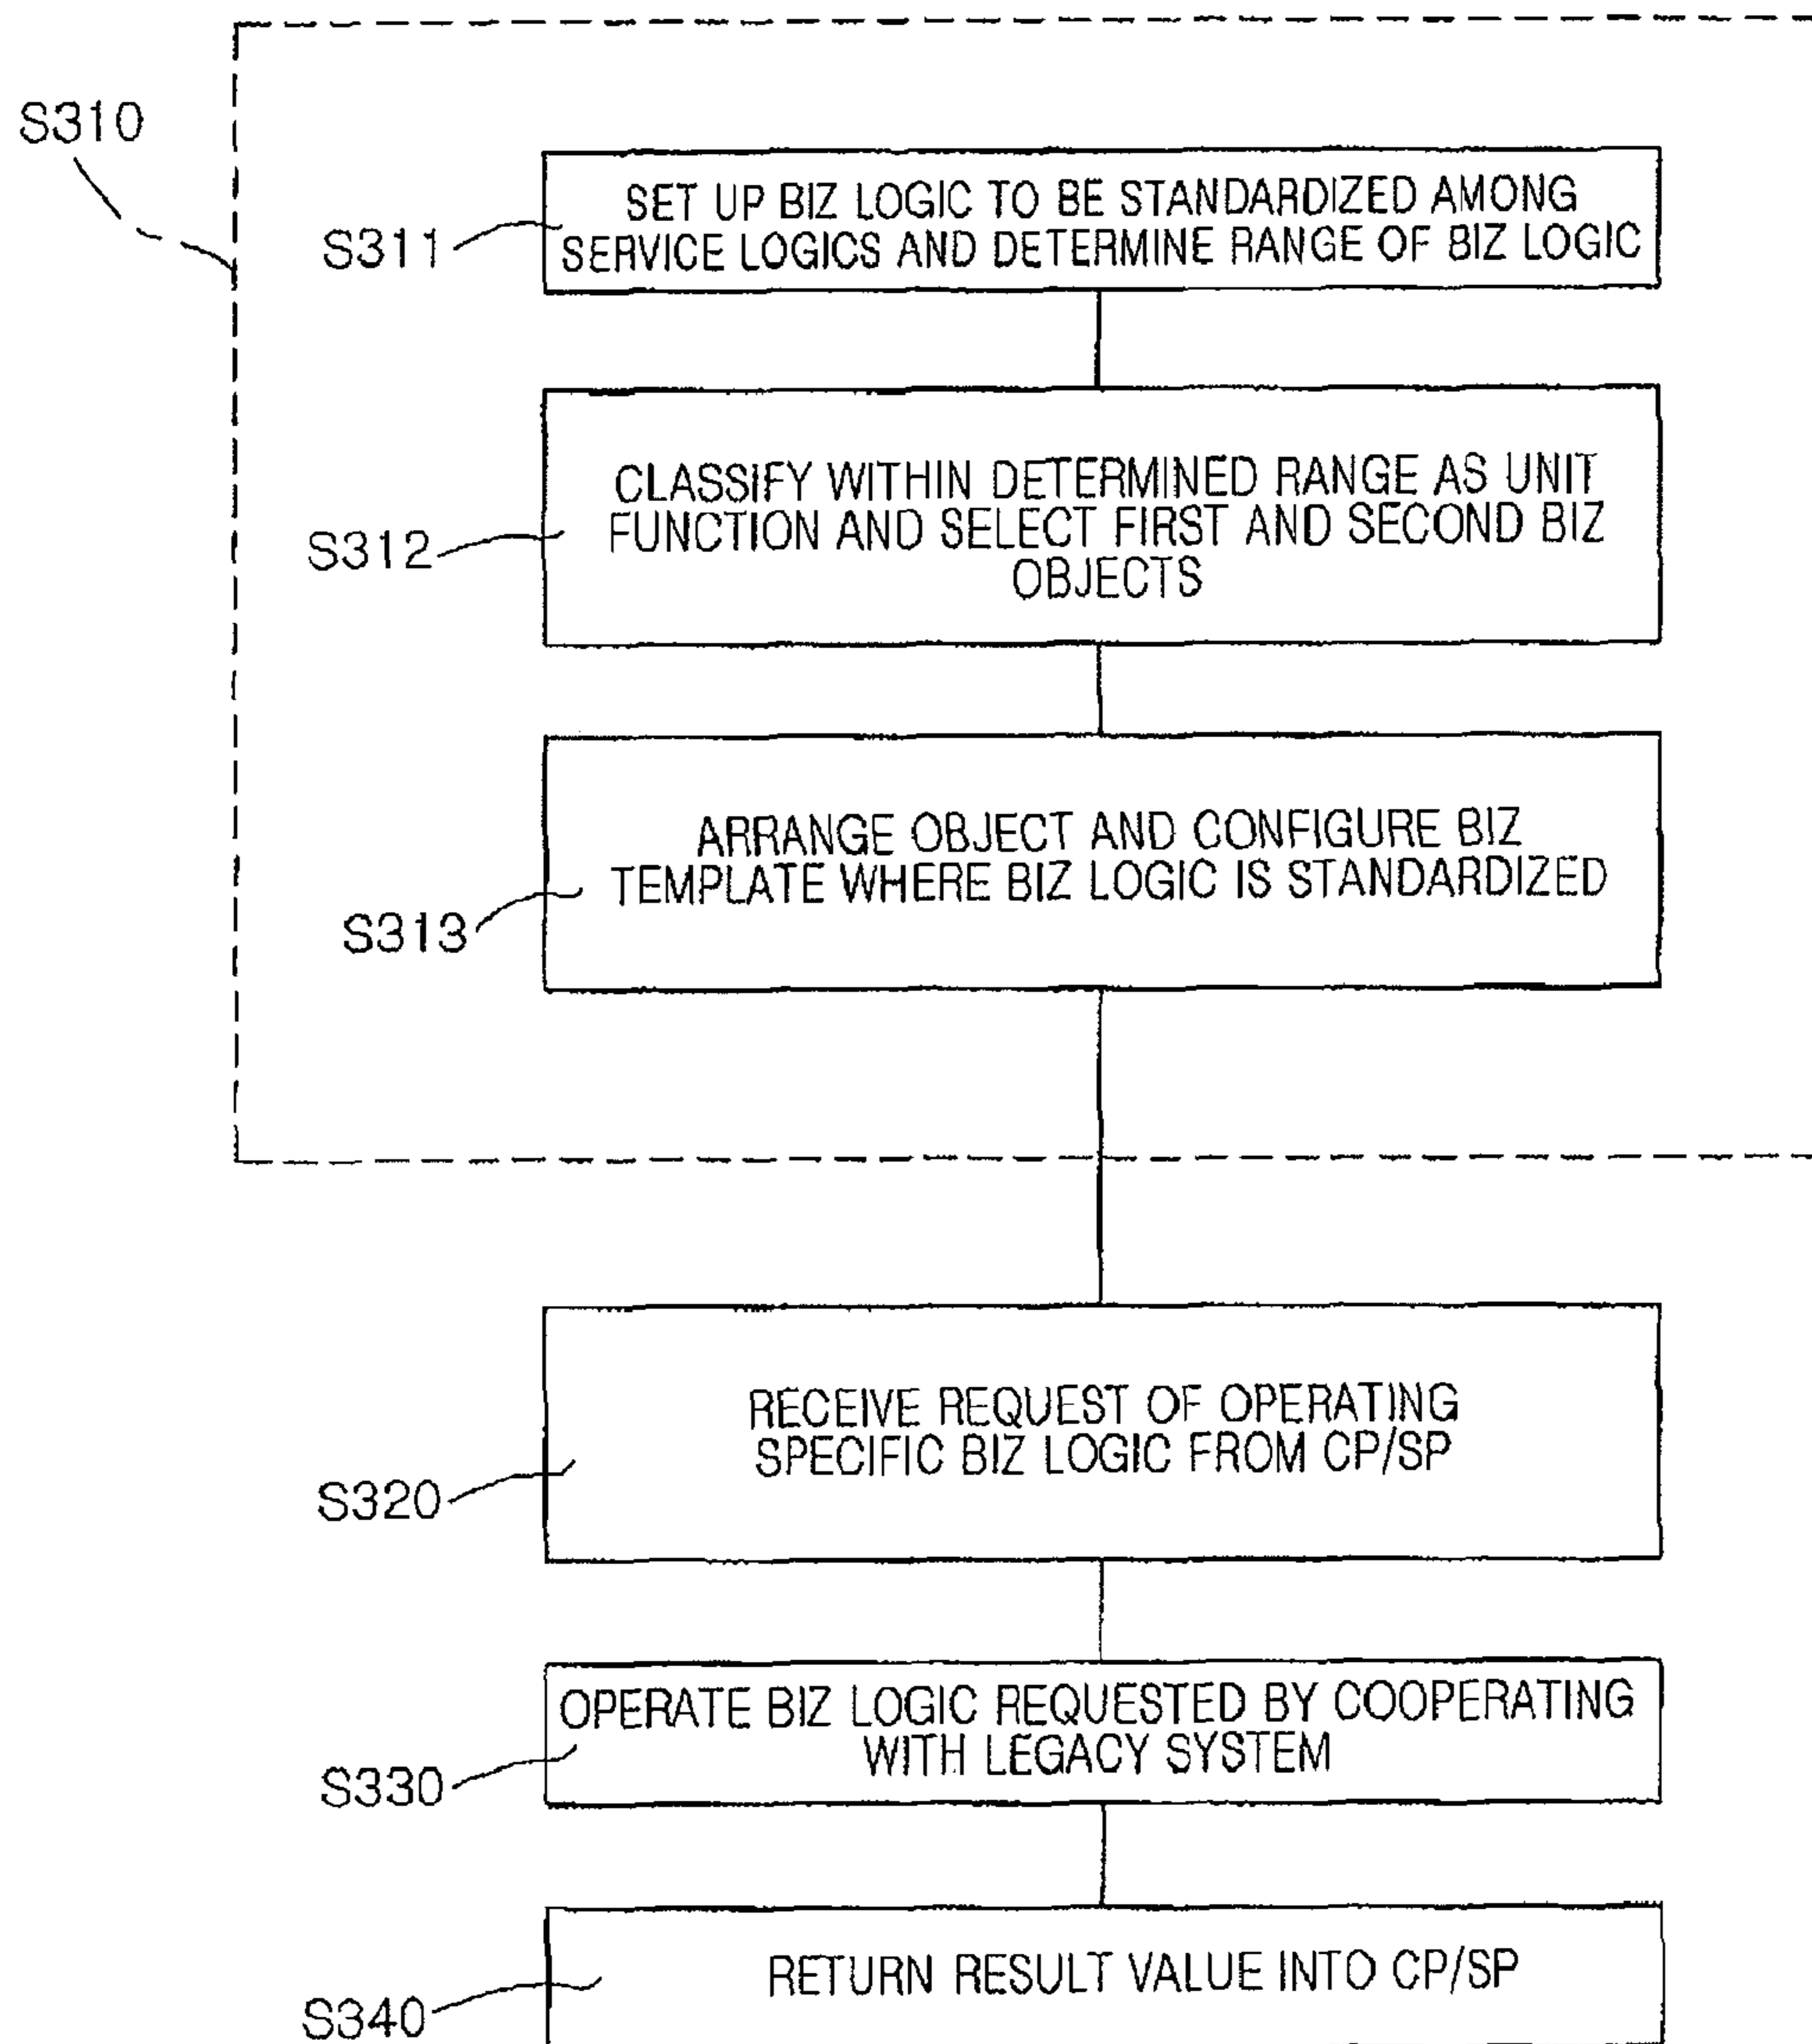 S310
S311
SET UP BIZ LOGIC TO BE STANDARDIZED AMONG
SERVICE LOGICS AND DETERMINE RANGE OF BIZ LOGIC
S312
CLASSIFY WITHIN DETERMINED RANGE AS UNIT
FUNCTION AND SELECT FIRST AND SECOND BIZ
OBJECTS
S313
ARRANGE OBJECT AND CONFIGURE BIZ
TEMPLATE WHERE BIZ LOGIC IS STANDARDIZED
S320
RECEIVE REQUEST OF OPERATING
SPECIFIC BIZ LOGIC FROM CP/SP
S330
OPERATE BIZ LOGIC REQUESTED BY COOPERATING
WITH LEGACY SYSTEM
S340
RETURN RESULT VALUE INTO CP/SP